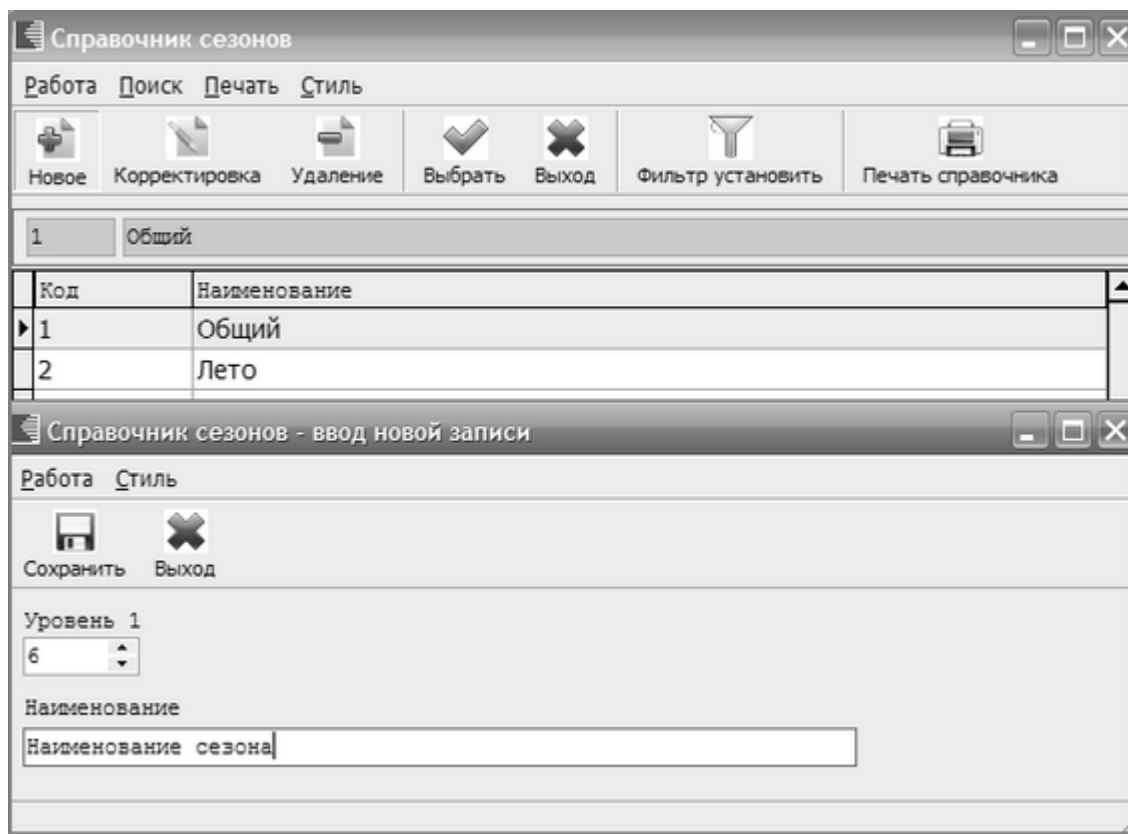 Справочник сезонов
Работа Поиск Печать Стиль
Новое Корректировка Удаление Выбрать Выход Фильтр установить Печать справочника
1 Общий
Код Наименование
1 Общий
2 Лето
Справочник сезонов - ввод новой записи
Работа Стиль
Сохранить Выход
Уровень 1
6
Наименование
Наименование сезона